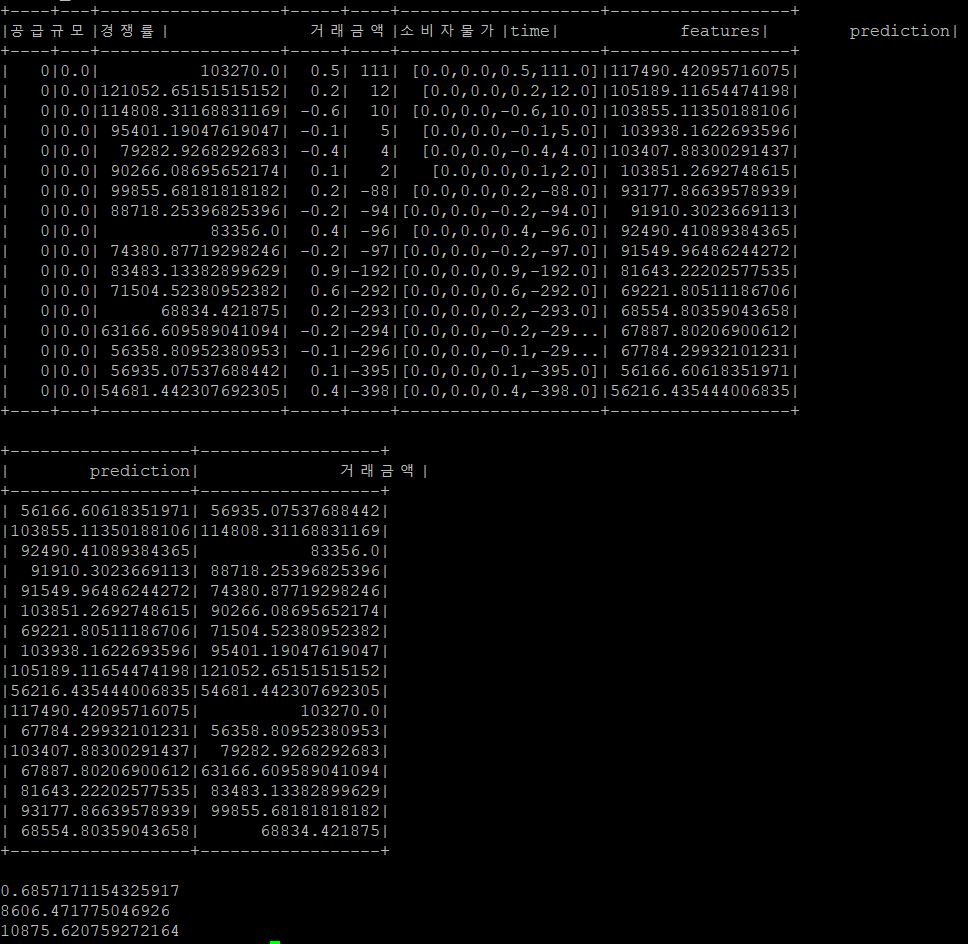 +----+---+------------------+-----+----+--------------------+------------------+
|공급규모|경쟁률| 거래금액|소비자물가|time| features| prediction|
+----+---+------------------+-----+----+--------------------+------------------+
| 0|0.0| 103270.0| 0.5| 111| [0.0,0.0,0.5,111.0]|117490.42095716075|
| 0|0.0|121052.65151515152| 0.2| 12| [0.0,0.0,0.2,12.0]|105189.11654474198|
| 0|0.0|114808.31168831169| -0.6| 10| [0.0,0.0,-0.6,10.0]|103855.11350188106|
| 0|0.0| 95401.19047619047| -0.1| 5| [0.0,0.0,-0.1,5.0]|103938.1622693596|
| 0|0.0| 79282.9268292683| -0.4| 4| [0.0,0.0,-0.4,4.0]|103407.88300291437|
| 0|0.0| 90266.08695652174| 0.1| 2| [0.0,0.0,0.1,2.0]| 103851.2692748615|
| 0|0.0| 99855.68181818182| 0.2| -88| [0.0,0.0,0.2,-88.0]| 93177.86639578939|
| 0|0.0| 88718.25396825396| -0.2| -94|[0.0,0.0,-0.2,-94.0]| 91910.3023669113|
| 0|0.0| 83356.0| 0.4| -96| [0.0,0.0,0.4,-96.0]| 92490.41089384365|
| 0|0.0| 74380.87719298246| -0.2| -97|[0.0,0.0,-0.2,-97.0]| 91549.96486244272|
| 0|0.0| 83483.13382899629| 0.9|-192|[0.0,0.0,0.9,-192.0]| 81643.22202577535|
| 0|0.0| 71504.52380952382| 0.6|-292|[0.0,0.0,0.6,-292.0]| 69221.80511186706|
| 0|0.0| 68834.421875| 0.2|-293|[0.0,0.0,0.2,-293.0]| 68554.80359043658|
| 0|0.0|63166.609589041094| -0.2|-294|[0.0,0.0,-0.2,-29...| 67887.80206900612|
| 0|0.0| 56358.80952380953| -0.1|-296|[0.0,0.0,-0.1,-29...| 67784.29932101231|
| 0|0.0| 56935.07537688442| 0.1|-395|[0.0,0.0,0.1,-395.0]| 56166.60618351971|
| 0|0.0|54681.442307692305| 0.4|-398|[0.0,0.0,0.4,-398.0]|56216.435444006835|
+----+---+------------------+-----+----+--------------------+------------------+
+------------------+------------------+
| prediction| 거래금액|
+------------------+------------------+
| 56166.60618351971| 56935.07537688442|
|103855.11350188106|114808.31168831169|
| 92490.41089384365| 83356.0|
| 91910.3023669113| 88718.25396825396|
| 91549.96486244272| 74380.87719298246|
| 103851.2692748615| 90266.08695652174|
| 69221.80511186706| 71504.52380952382|
| 103938.1622693596| 95401.19047619047|
|105189.11654474198|121052.65151515152|
|56216.435444006835|54681.442307692305|
|117490.42095716075| 103270.0|
| 67784.29932101231| 56358.80952380953|
|103407.88300291437| 79282.9268292683|
| 67887.80206900612|63166.609589041094|
| 81643.22202577535| 83483.13382899629|
| 93177.86639578939| 99855.68181818182|
| 68554.80359043658| 68834.421875|
+------------------+------------------+
0.6857171154325917
8606.471775046926
10875.620759272164